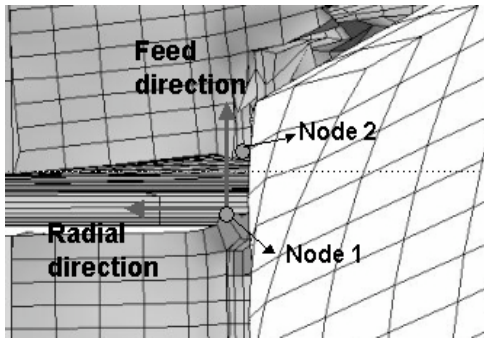 Feed
direction
Node 2
Radial
direction
Node 1